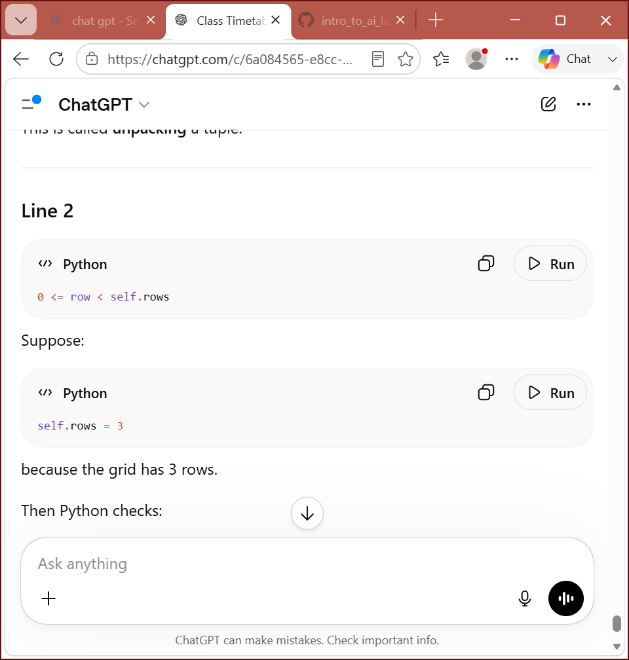 chat gpt - Se
Class Timetab
intro_to_ai_la
https://chatgpt.com/c/6a084565-e8cc-...
Chat
ChatGPT
This is called unpacking a tuple.
Line 2
Python
Run
0 <= row < self.rows
Suppose:
Python
Run
self.rows = 3
because the grid has 3 rows.
Then Python checks:
Ask anything
ChatGPT can make mistakes. Check important info.